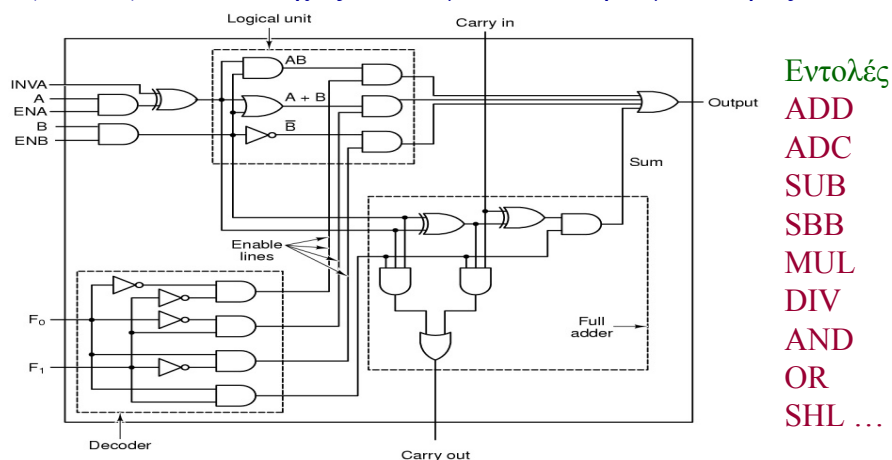 Logical unit
Carry in
INVA
A
ENA
B
ENB
AB
A + B
B̅
Output
Sum
Enable
lines
F₀
F₁
Full
adder
Decoder
Carry out
Εντολές
ADD
ADC
SUB
SBB
MUL
DIV
AND
OR
SHL …